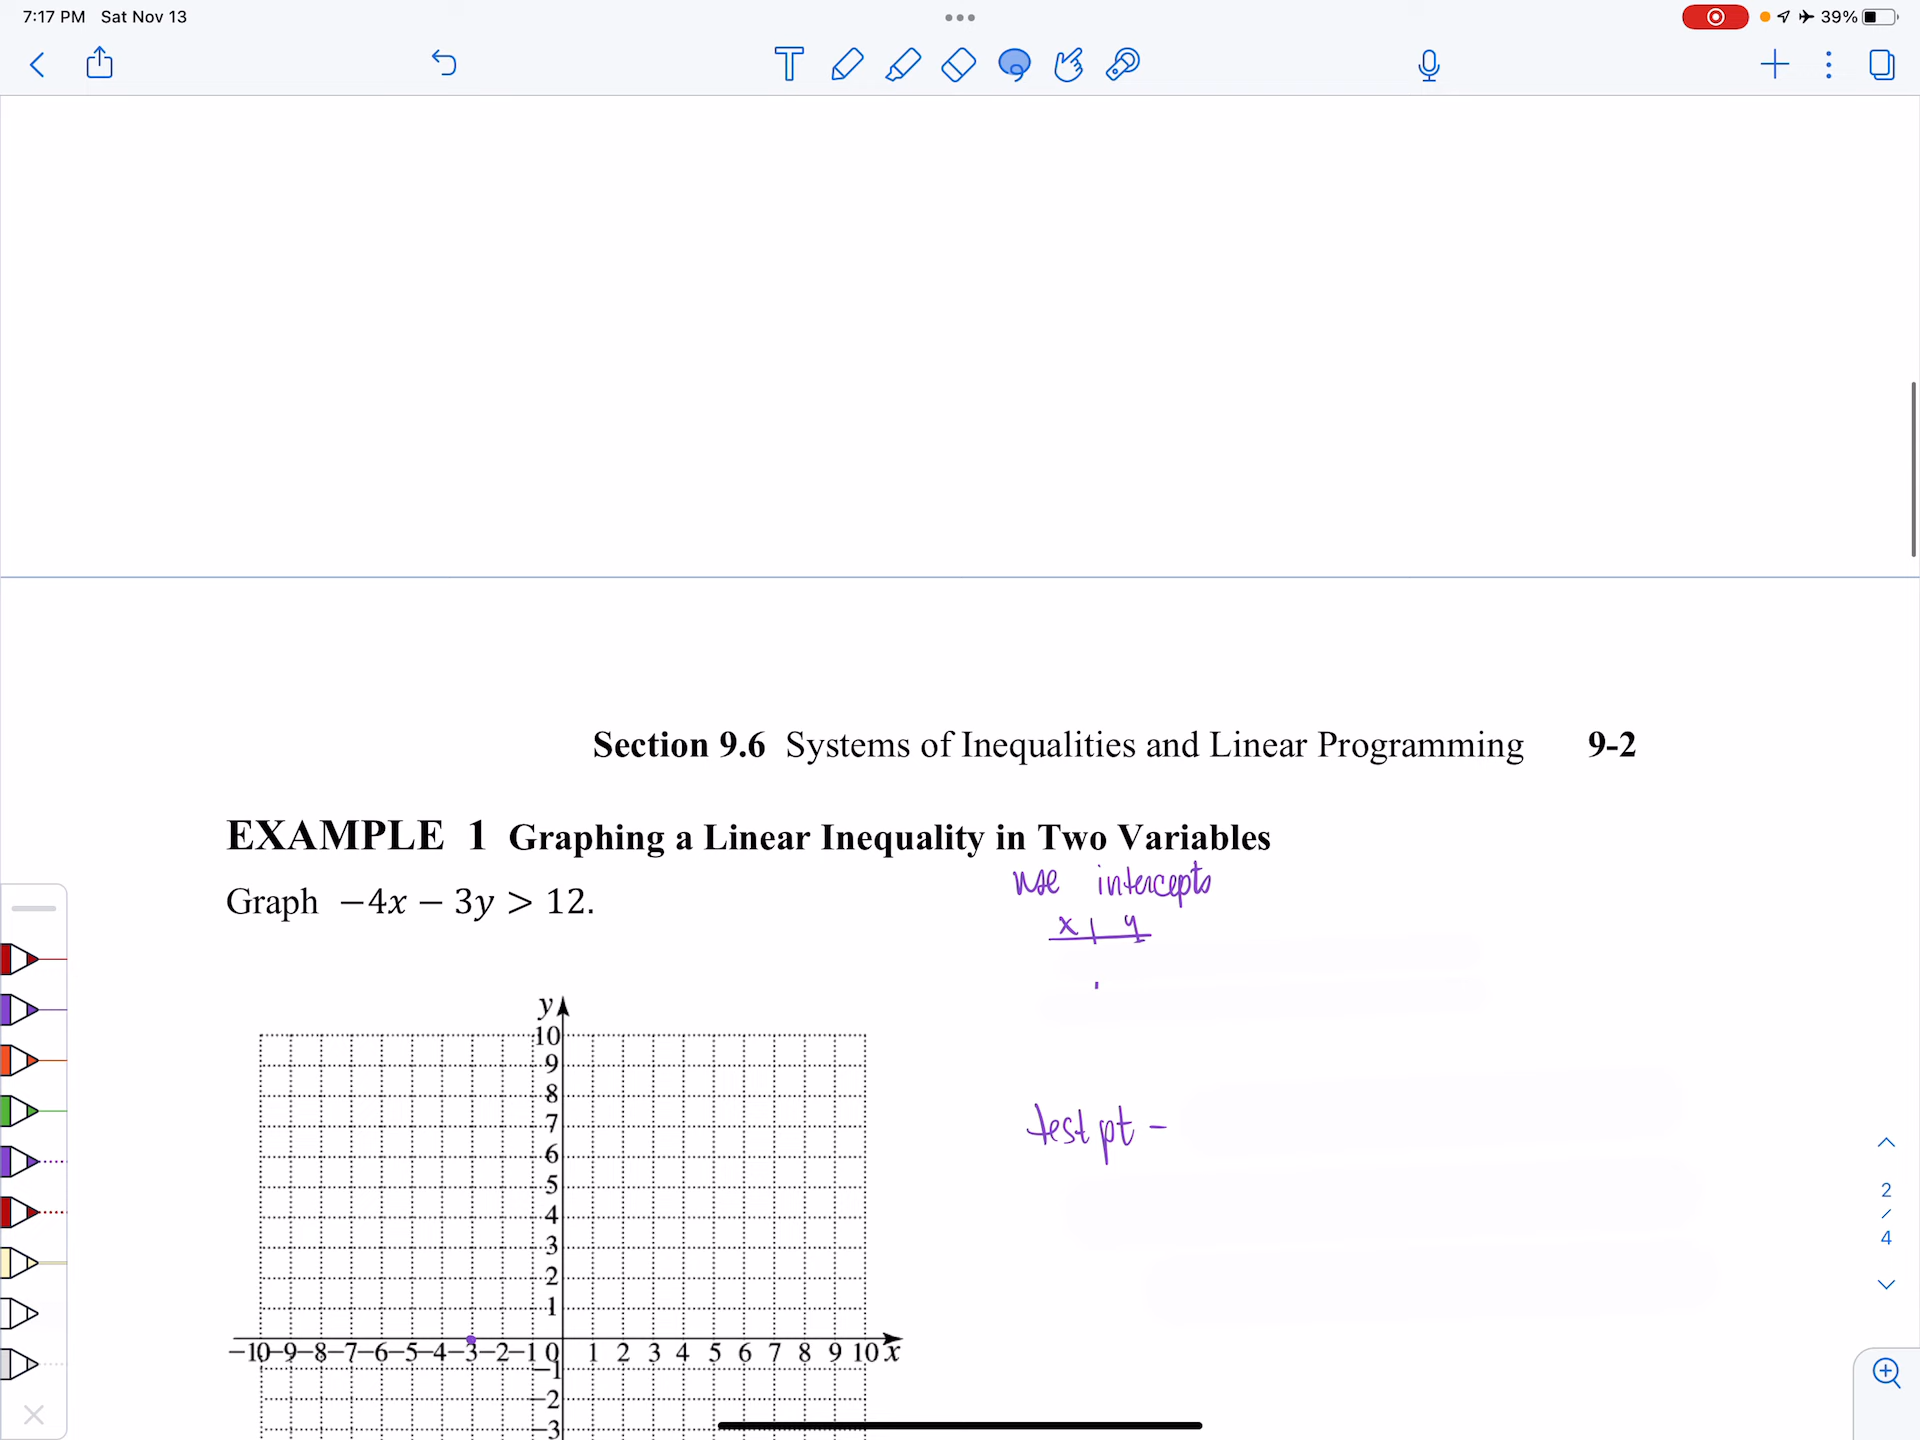 7:17 PM Sat Nov 13
39%
T
Section 9.6 Systems of Inequalities and Linear Programming 9-2
EXAMPLE 1 Graphing a Linear Inequality in Two Variables
use intercepts
Graph −4x − 3y > 12.
x y
y
10
9
8
7
test pt -
6
5
4
3
2
1
−10 −9 −8 −7 −6 −5 −4 −3 −2 −1 0 1 2 3 4 5 6 7 8 9 10 x
−1
−2
−3
2
/
4